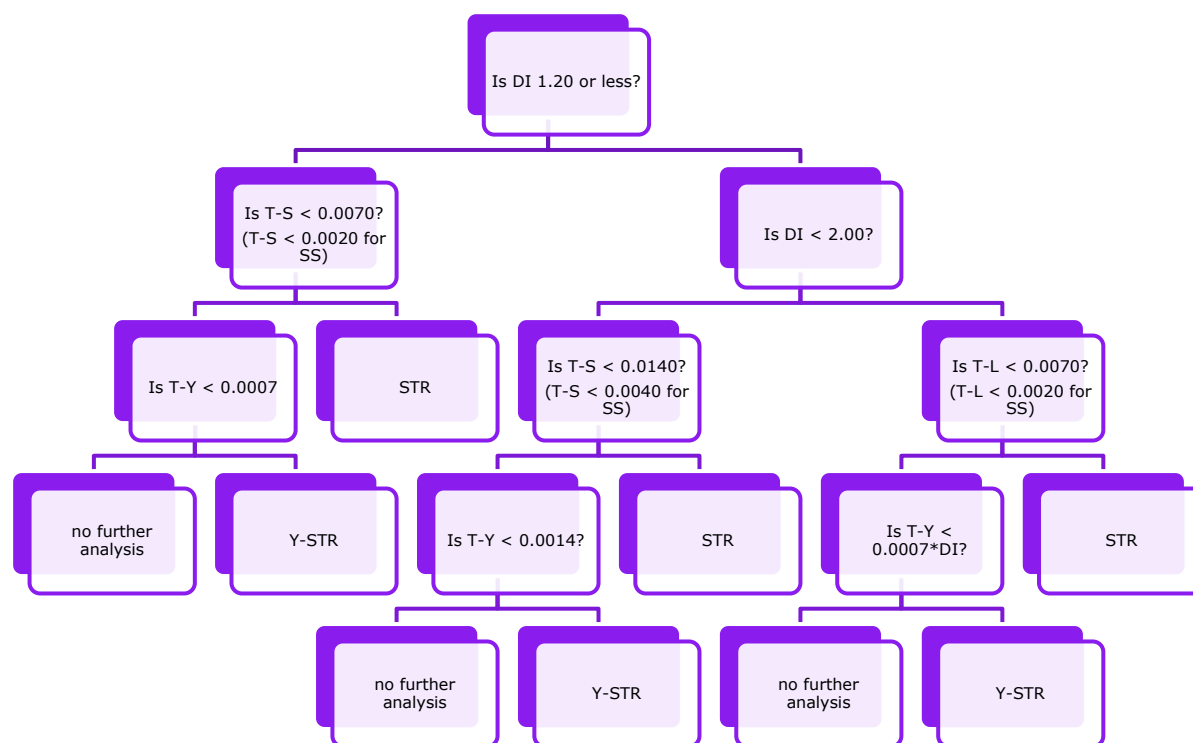 Is DI 1.20 or less?
Is T-S < 0.0070?
(T-S < 0.0020 for
SS)
Is DI < 2.00?
Is T-Y < 0.0007
STR
Is T-S < 0.0140?
(T-S < 0.0040 for
SS)
Is T-L < 0.0070?
(T-L < 0.0020 for
SS)
no further
analysis
Y-STR
Is T-Y < 0.0014?
STR
Is T-Y <
0.0007*DI?
STR
no further
analysis
Y-STR
no further
analysis
Y-STR